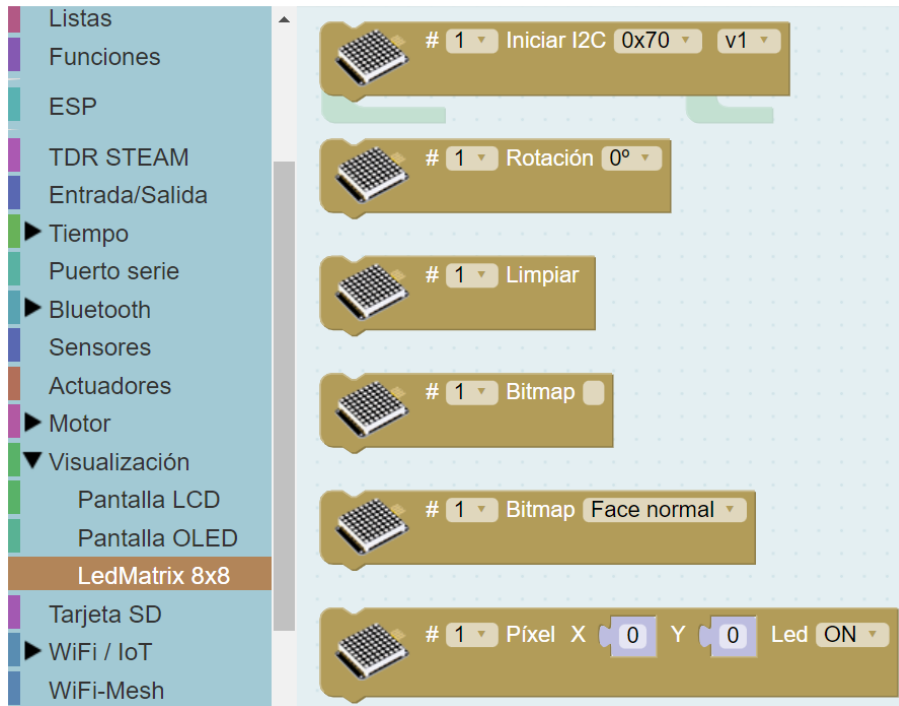 Listas
Funciones
ESP
TDR STEAM
Entrada/Salida
Tiempo
Puerto serie
Bluetooth
Sensores
Actuadores
Motor
Visualización
Pantalla LCD
Pantalla OLED
LedMatrix 8x8
Tarjeta SD
WiFi / IoT
WiFi-Mesh
# 1 Iniciar I2C 0x70 v1
# 1 Rotación 0º
# 1 Limpiar
# 1 Bitmap
# 1 Bitmap Face normal
# 1 Píxel X 0 Y 0 Led ON